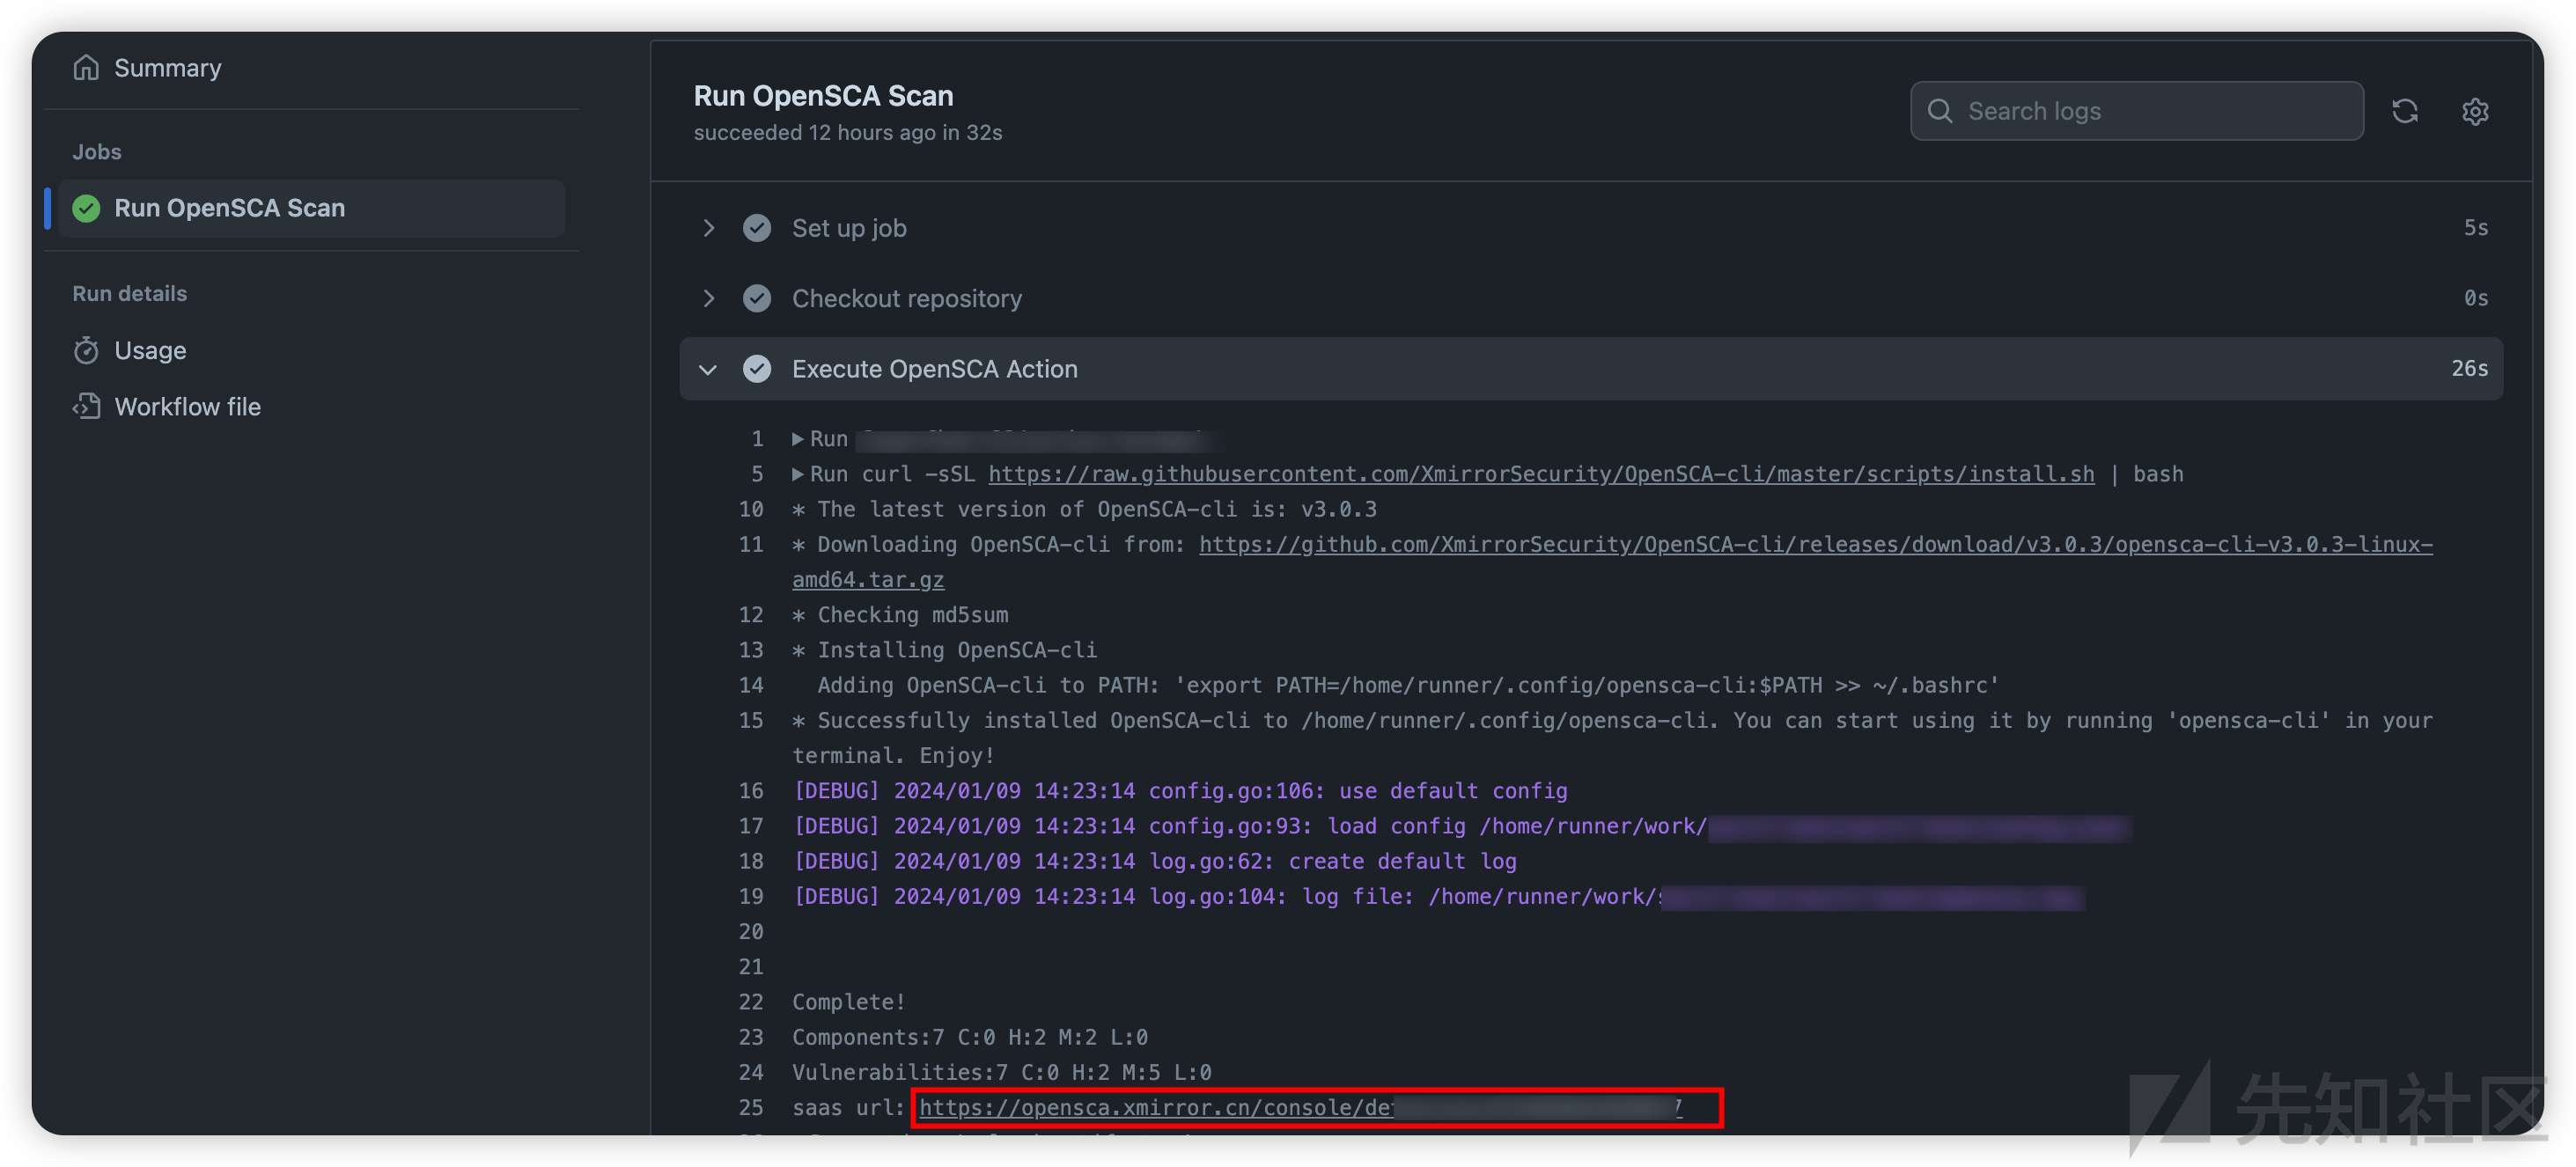 Summary
Jobs
Run OpenSCA Scan
Run details
Usage
Workflow file
Run OpenSCA Scan
succeeded 12 hours ago in 32s
Search logs
Set up job 5s
Checkout repository 0s
Execute OpenSCA Action 26s
1 Run
5 Run curl -sSL https://raw.githubusercontent.com/XmirrorSecurity/OpenSCA-cli/master/scripts/install.sh | bash
10 * The latest version of OpenSCA-cli is: v3.0.3
11 * Downloading OpenSCA-cli from: https://github.com/XmirrorSecurity/OpenSCA-cli/releases/download/v3.0.3/opensca-cli-v3.0.3-linux-
amd64.tar.gz
12 * Checking md5sum
13 * Installing OpenSCA-cli
14 Adding OpenSCA-cli to PATH: 'export PATH=/home/runner/.config/opensca-cli:$PATH >> ~/.bashrc'
15 * Successfully installed OpenSCA-cli to /home/runner/.config/opensca-cli. You can start using it by running 'opensca-cli' in your
terminal. Enjoy!
16 [DEBUG] 2024/01/09 14:23:14 config.go:106: use default config
17 [DEBUG] 2024/01/09 14:23:14 config.go:93: load config /home/runner/work/
18 [DEBUG] 2024/01/09 14:23:14 log.go:62: create default log
19 [DEBUG] 2024/01/09 14:23:14 log.go:104: log file: /home/runner/work/
20
21
22 Complete!
23 Components:7 C:0 H:2 M:2 L:0
24 Vulnerabilities:7 C:0 H:2 M:5 L:0
25 saas url: https://opensca.xmirror.cn/console/de
先知社区